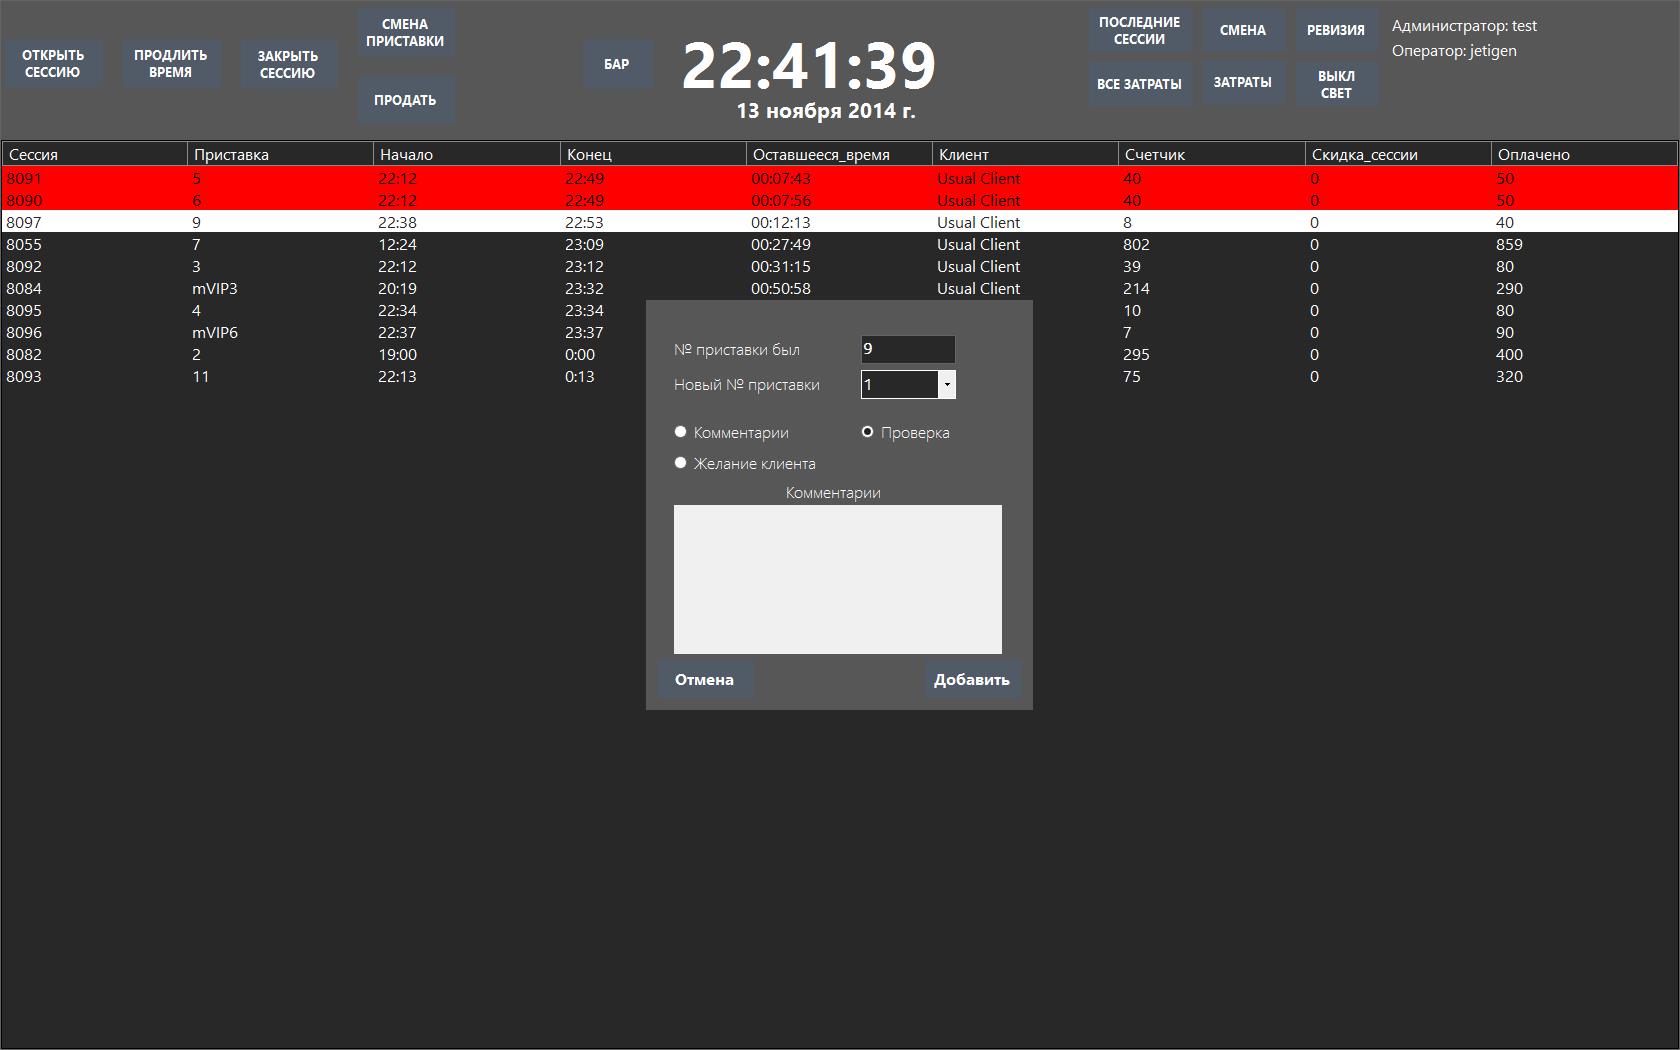 ОТКРЫТЬ
СЕССИЮ
ПРОДЛИТЬ
ВРЕМЯ
ЗАКРЫТЬ
СЕССИЮ
СМЕНА
ПРИСТАВКИ
ПРОДАТЬ
БАР
22:41:39
13 ноября 2014 г.
ПОСЛЕДНИЕ
СЕССИИ
СМЕНА
РЕВИЗИЯ
ВСЕ ЗАТРАТЫ
ЗАТРАТЫ
ВЫКЛ
СВЕТ
Администратор: test
Оператор: jetigen
Сессия Приставка Начало Конец Оставшееся_время Клиент Счетчик Скидка_сессии Оплачено
8091 5 22:12 22:49 00:07:43 Usual Client 40 0 50
8090 6 22:12 22:49 00:07:56 Usual Client 40 0 50
8097 9 22:38 22:53 00:12:13 Usual Client 8 0 40
8055 7 12:24 23:09 00:27:49 Usual Client 802 0 859
8092 3 22:12 23:12 00:31:15 Usual Client 39 0 80
8084 mVIP3 20:19 23:32 00:50:58 Usual Client 214 0 290
8095 4 22:34 23:34 10 0 80
8096 mVIP6 22:37 23:37 7 0 90
8082 2 19:00 0:00 295 0 400
8093 11 22:13 0:13 75 0 320
№ приставки был 9
Новый № приставки 1
Комментарии Проверка
Желание клиента
Комментарии
Отмена Добавить